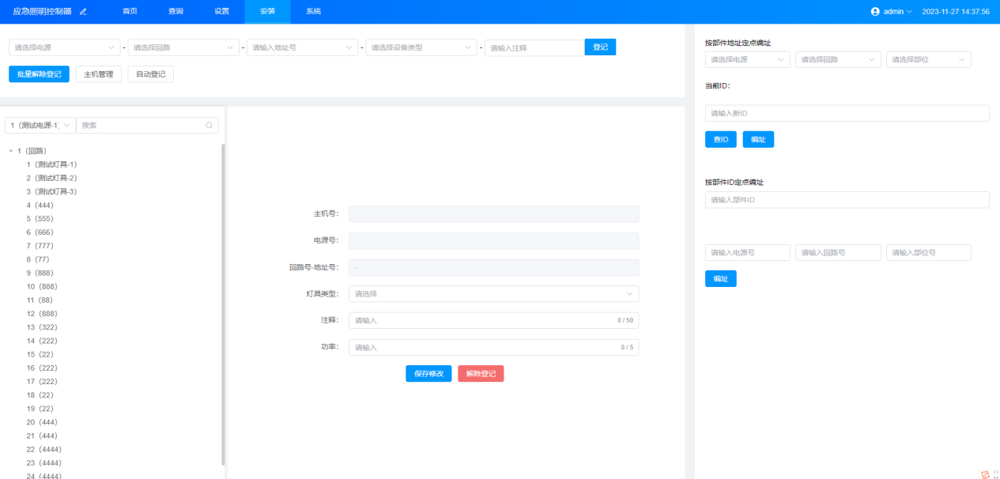 应急照明控制器 首页 查询 设置 安装 系统 admin 2023-11-27 14:37:56
请选择电源 - 请选择回路 - 请输入地址号 - 请选择设备类型 - 请输入注释 登记
批量解除登记 主机管理 自动登记
1（测试电源-1） 搜索
1（回路）
1（测试灯具-1）
2（测试灯具-2）
3（测试灯具-3）
4（444）
5（555）
6（666）
7（777）
8（77）
9（888）
10（888）
11（88）
12（888）
13（322）
14（222）
15（22）
16（222）
17（222）
18（22）
19（22）
20（444）
21（444）
22（4444）
23（4444）
24（4444）
主机号：
电源号：
回路号-地址号： -
灯具类型： 请选择
注释： 请输入 0 / 50
功率： 请输入 0 / 5
保存修改 解除登记
按部件地址定点编址
请选择电源 请选择回路 请选择部位
当前ID：
请输入新ID
查ID 编址
按部件ID定点编址
请输入部件ID
请输入电源号 请输入回路号 请输入部位号
编址